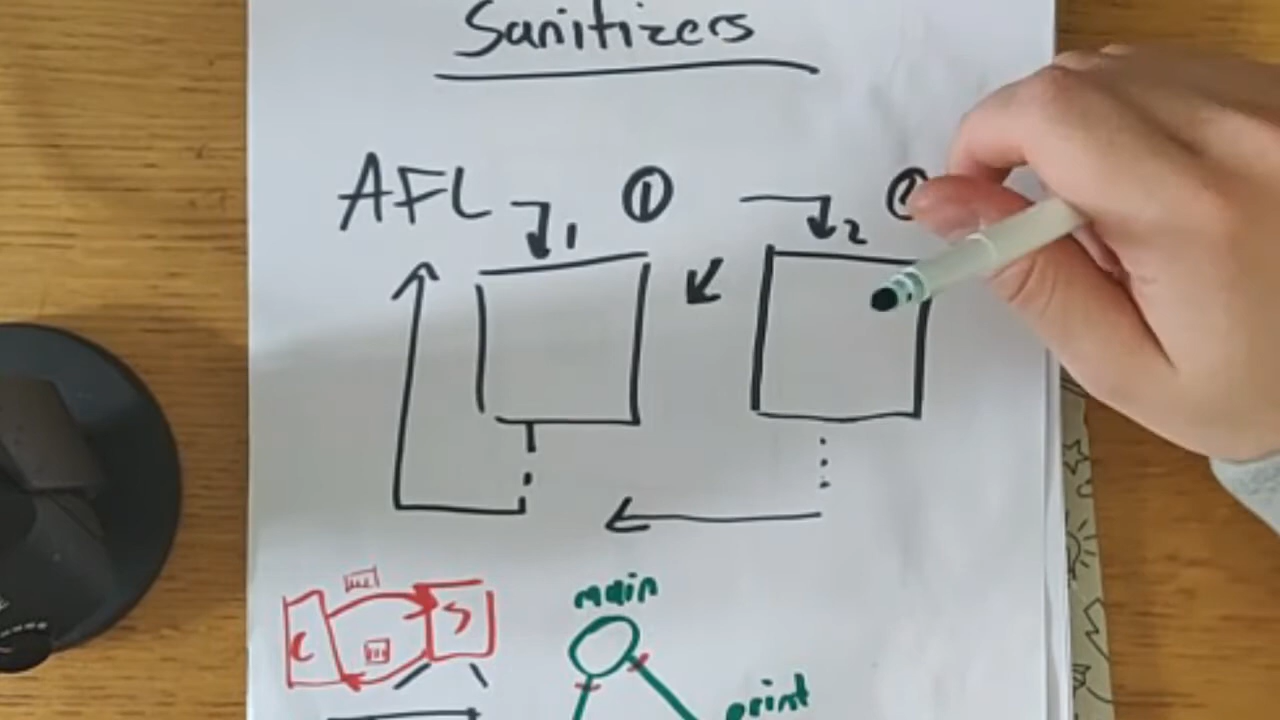 Sanitizers
AFL 1 ① 2
C S
main
print